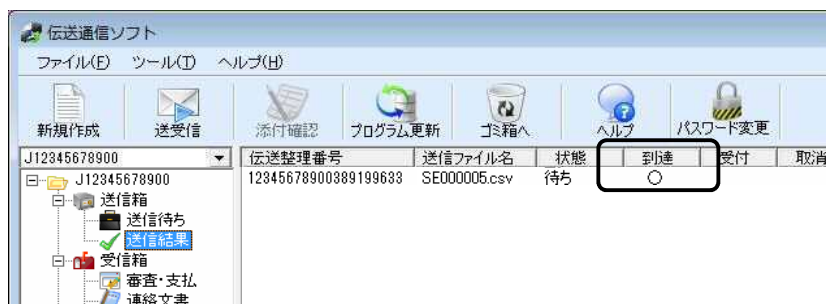 伝送通信ソフト
ファイル(F) ツール(T) ヘルプ(H)
新規作成 送受信 添付確認 プログラム更新 ゴミ箱へ ヘルプ パスワード変更
J12345678900 伝送整理番号 送信ファイル名 状態 到達 受付 取消
J12345678900 12345678900389199633 SE000005.csv 待ち ○
送信箱
送信待ち
送信結果
受信箱
審査・支払
連絡文書